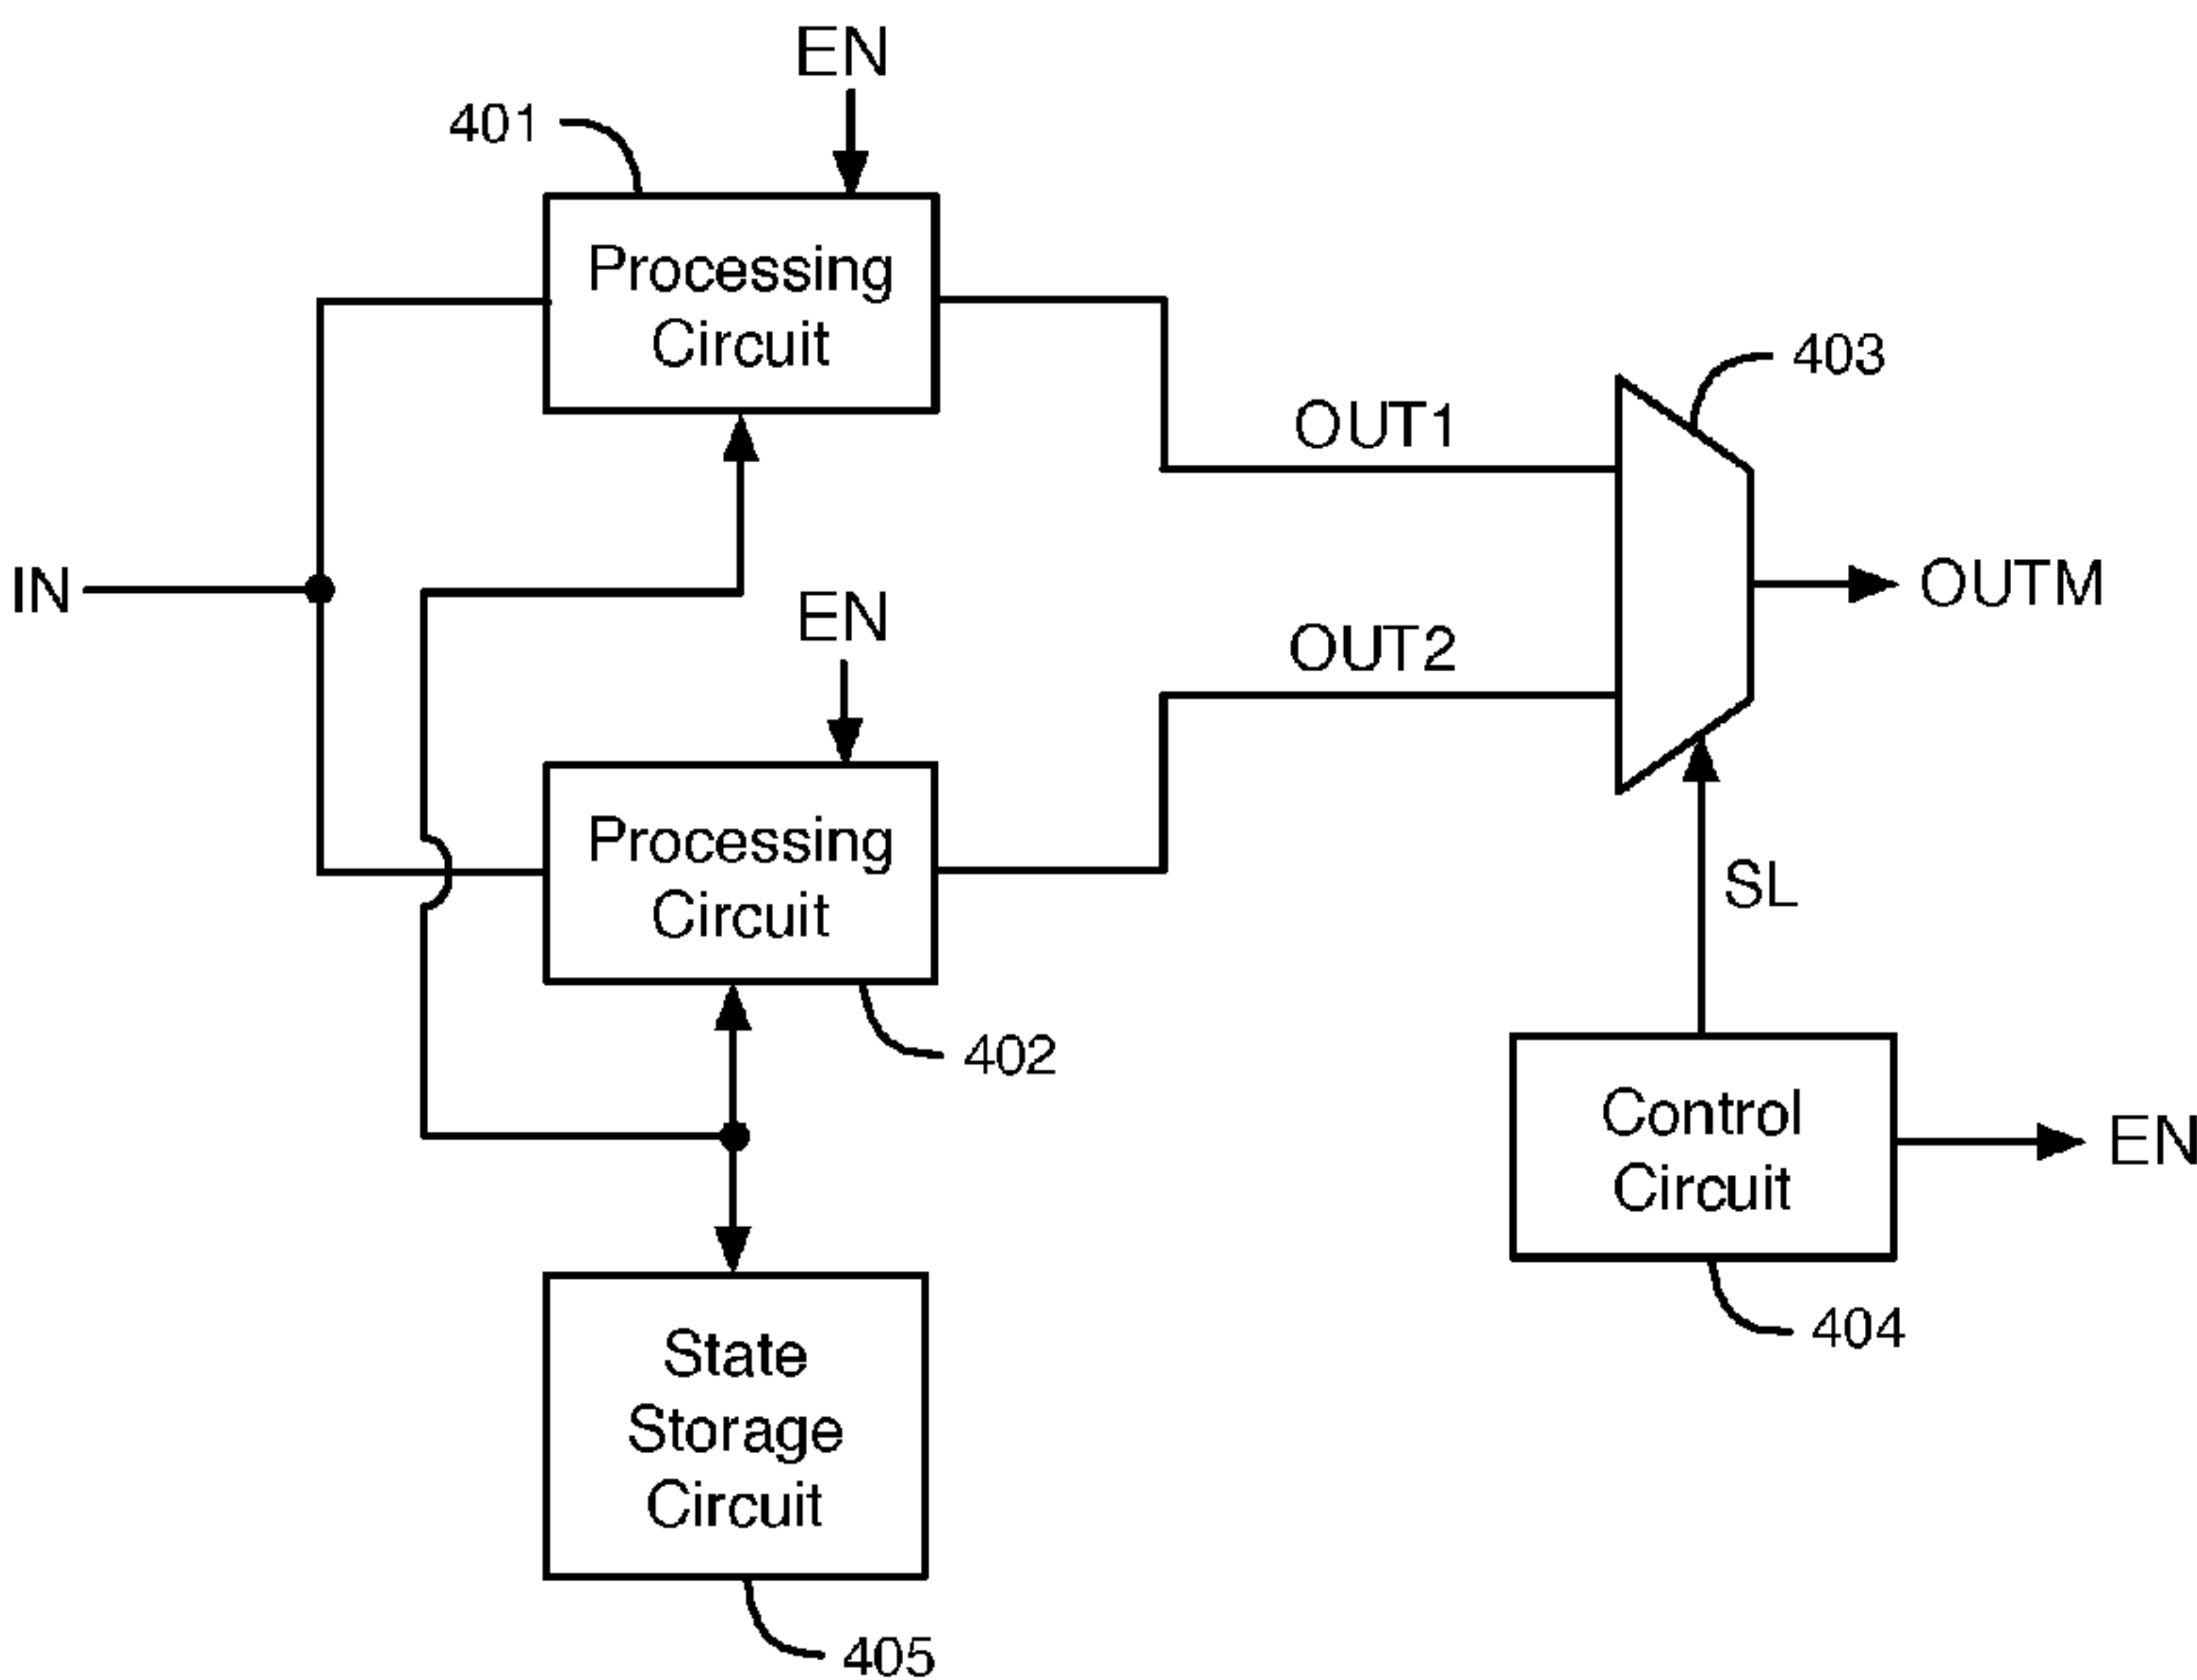 EN
401
Processing
Circuit
403
OUT1
IN
EN
OUTM
OUT2
Processing
Circuit
SL
402
Control
Circuit
EN
404
State
Storage
Circuit
405